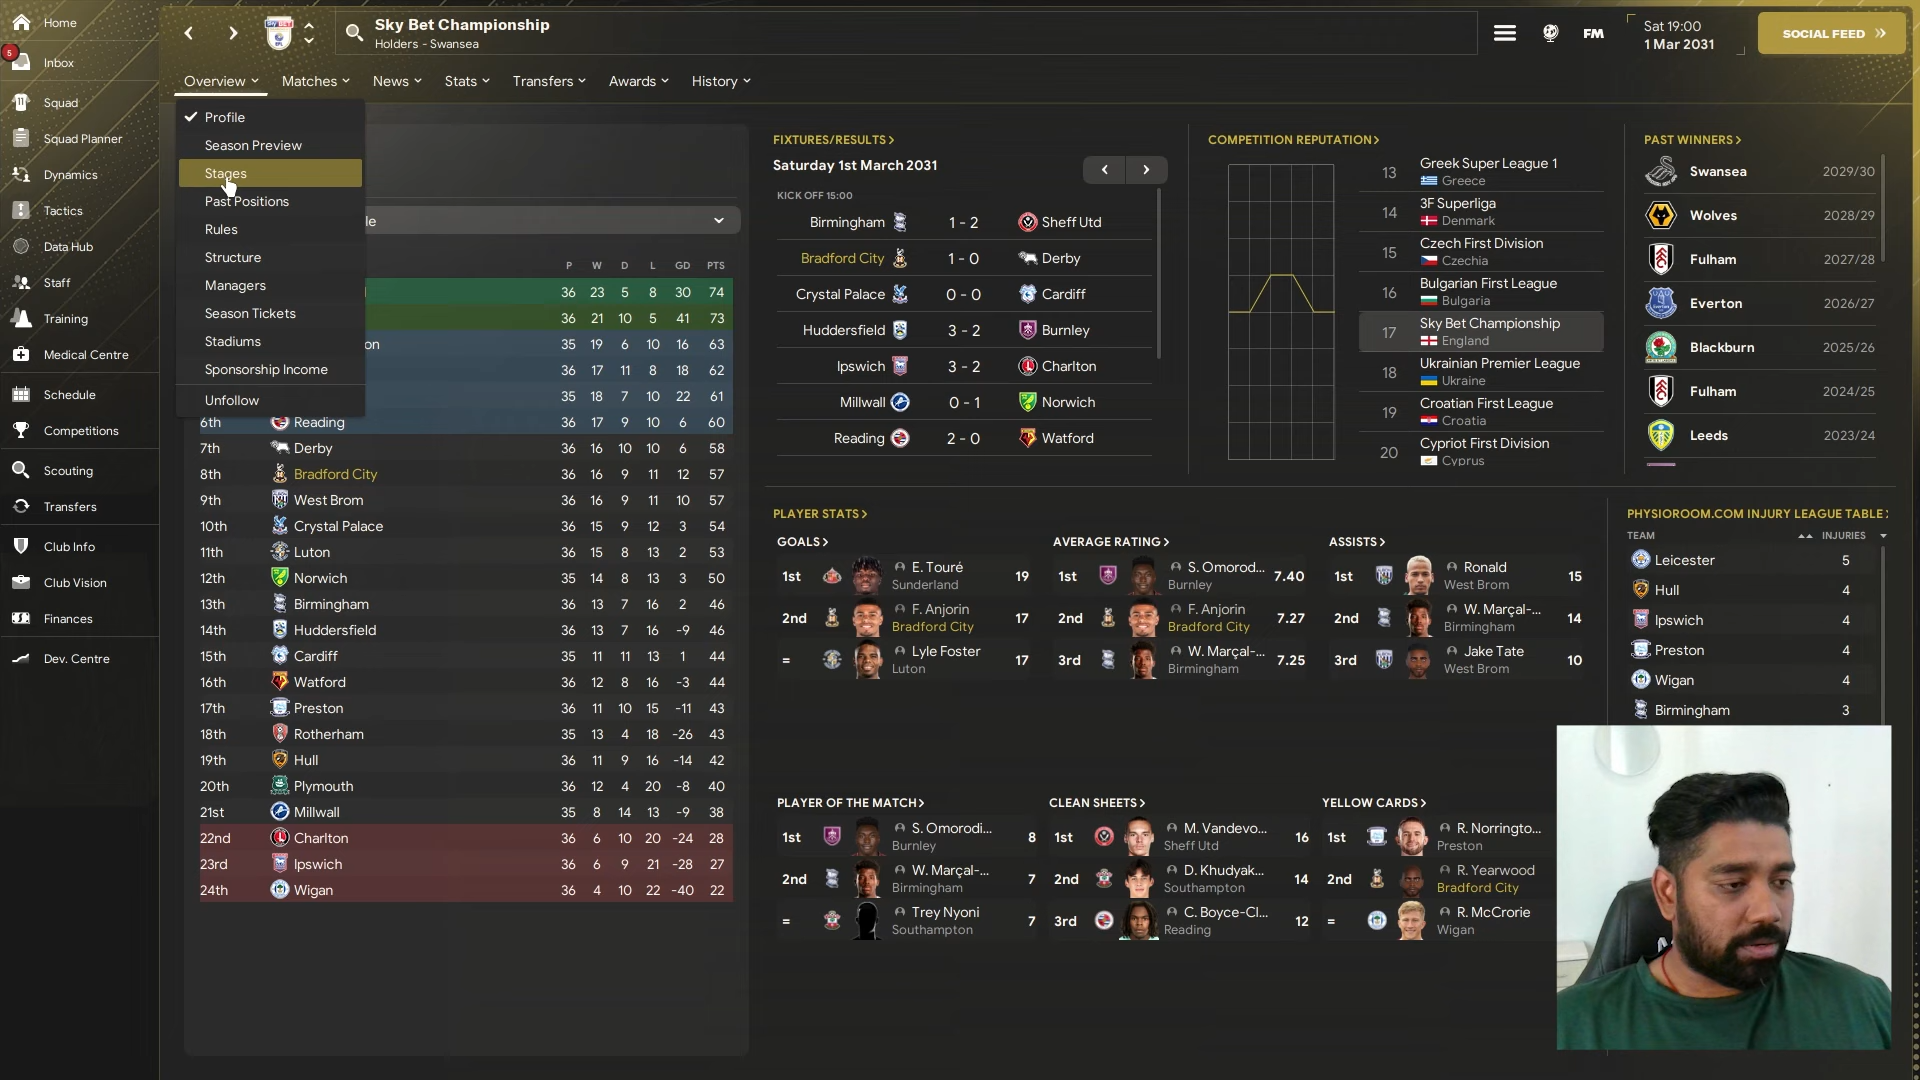 Home
5
Inbox
Squad
Squad Planner
Dynamics
Tactics
Data Hub
Staff
Training
Medical Centre
Schedule
Competitions
Scouting
Transfers
Club Info
Club Vision
Finances
Dev. Centre
Sky Bet Championship
Holders - Swansea
FM
Sat 19:00
1 Mar 2031
SOCIAL FEED
Overview Matches News Stats Transfers Awards History
Profile
Season Preview
Stages
Past Positions
Rules
Structure
Managers
Season Tickets
Stadiums
Sponsorship Income
Unfollow
le
P W D L GD PTS
36 23 5 8 30 74
36 21 10 5 41 73
on 35 19 6 10 16 63
36 17 11 8 18 62
35 18 7 10 22 61
6th Reading 36 17 9 10 6 60
7th Derby 36 16 10 10 6 58
8th Bradford City 36 16 9 11 12 57
9th West Brom 36 16 9 11 10 57
10th Crystal Palace 36 15 9 12 3 54
11th Luton 36 15 8 13 2 53
12th Norwich 35 14 8 13 3 50
13th Birmingham 36 13 7 16 2 46
14th Huddersfield 36 13 7 16 -9 46
15th Cardiff 35 11 11 13 1 44
16th Watford 36 12 8 16 -3 44
17th Preston 36 11 10 15 -11 43
18th Rotherham 35 13 4 18 -26 43
19th Hull 36 11 9 16 -14 42
20th Plymouth 36 12 4 20 -8 40
21st Millwall 35 8 14 13 -9 38
22nd Charlton 36 6 10 20 -24 28
23rd Ipswich 36 6 9 21 -28 27
24th Wigan 36 4 10 22 -40 22
FIXTURES/RESULTS
Saturday 1st March 2031
KICK OFF 15:00
Birmingham 1 - 2 Sheff Utd
Bradford City 1 - 0 Derby
Crystal Palace 0 - 0 Cardiff
Huddersfield 3 - 2 Burnley
Ipswich 3 - 2 Charlton
Millwall 0 - 1 Norwich
Reading 2 - 0 Watford
COMPETITION REPUTATION
13 Greek Super League 1
Greece
14 3F Superliga
Denmark
15 Czech First Division
Czechia
16 Bulgarian First League
Bulgaria
17 Sky Bet Championship
England
18 Ukrainian Premier League
Ukraine
19 Croatian First League
Croatia
20 Cypriot First Division
Cyprus
PAST WINNERS
Swansea 2029/30
Wolves 2028/29
Fulham 2027/28
Everton 2026/27
Blackburn 2025/26
Fulham 2024/25
Leeds 2023/24
PLAYER STATS
GOALS
1st E. Touré 19
Sunderland
2nd F. Anjorin 17
Bradford City
= Lyle Foster 17
Luton
AVERAGE RATING
1st S. Omorod... 7.40
Burnley
2nd F. Anjorin 7.27
Bradford City
3rd W. Marçal-... 7.25
Birmingham
ASSISTS
1st Ronald 15
West Brom
2nd W. Marçal-... 14
Birmingham
3rd Jake Tate 10
West Brom
PHYSIOROOM.COM INJURY LEAGUE TABLE
TEAM INJURIES
Leicester 5
Hull 4
Ipswich 4
Preston 4
Wigan 4
Birmingham 3
PLAYER OF THE MATCH
1st S. Omorodi... 8
Burnley
2nd W. Marçal-... 7
Birmingham
= Trey Nyoni 7
Southampton
CLEAN SHEETS
1st M. Vandevo... 16
Sheff Utd
2nd D. Khudyak... 14
Southampton
3rd C. Boyce-Cl... 12
Reading
YELLOW CARDS
1st R. Norringto...
Preston
2nd R. Yearwood
Bradford City
= R. McCrorie
Wigan